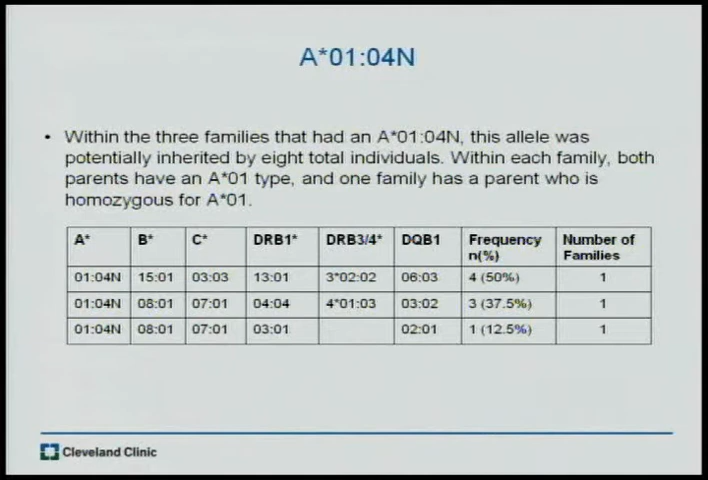 A*01:04N
• Within the three families that had an A*01:04N, this allele was
potentially inherited by eight total individuals. Within each family, both
parents have an A*01 type, and one family has a parent who is
homozygous for A*01.
A* B* C* DRB1* DRB3/4* DQB1 Frequency n(%) Number of Families
01:04N 15:01 03:03 13:01 3*02:02 06:03 4 (50%) 1
01:04N 08:01 07:01 04:04 4*01:03 03:02 3 (37.5%) 1
01:04N 08:01 07:01 03:01 02:01 1 (12.5%) 1
Cleveland Clinic